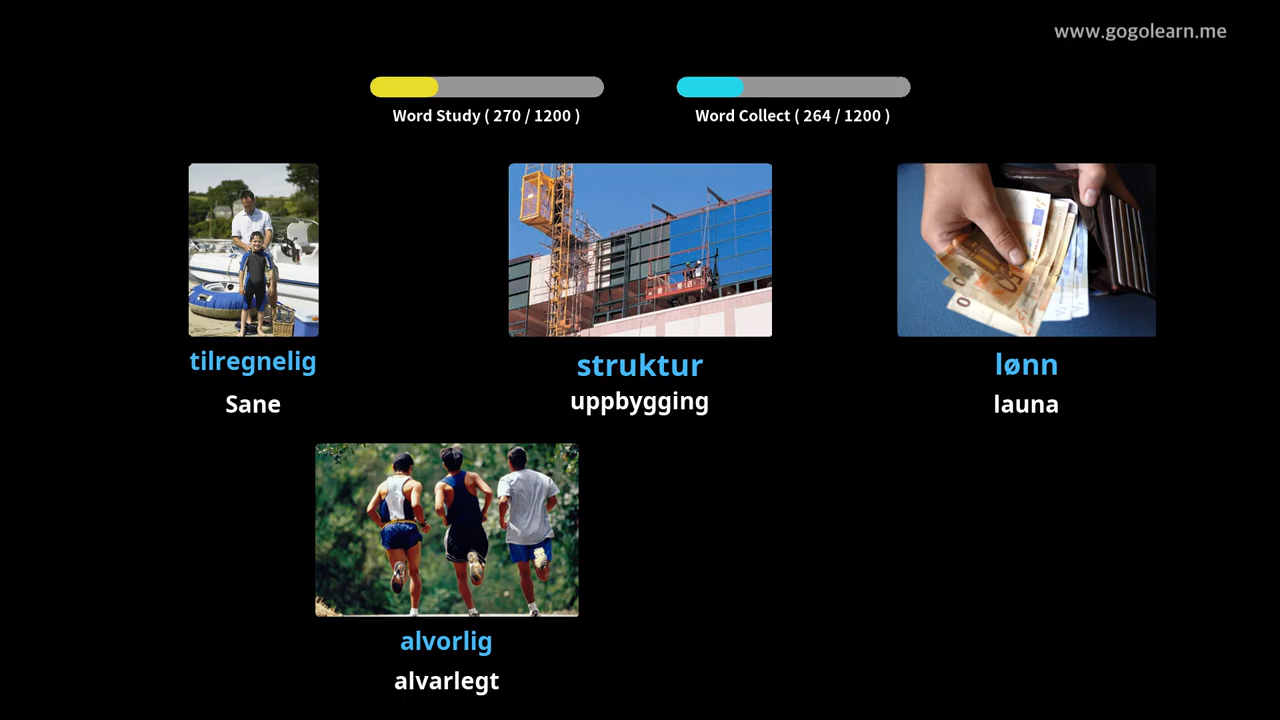 www.gogolearn.me
Word Study ( 270 / 1200 )
Word Collect ( 264 / 1200 )
tilregnelig
Sane
struktur
uppbygging
lønn
launa
alvorlig
alvarlegt